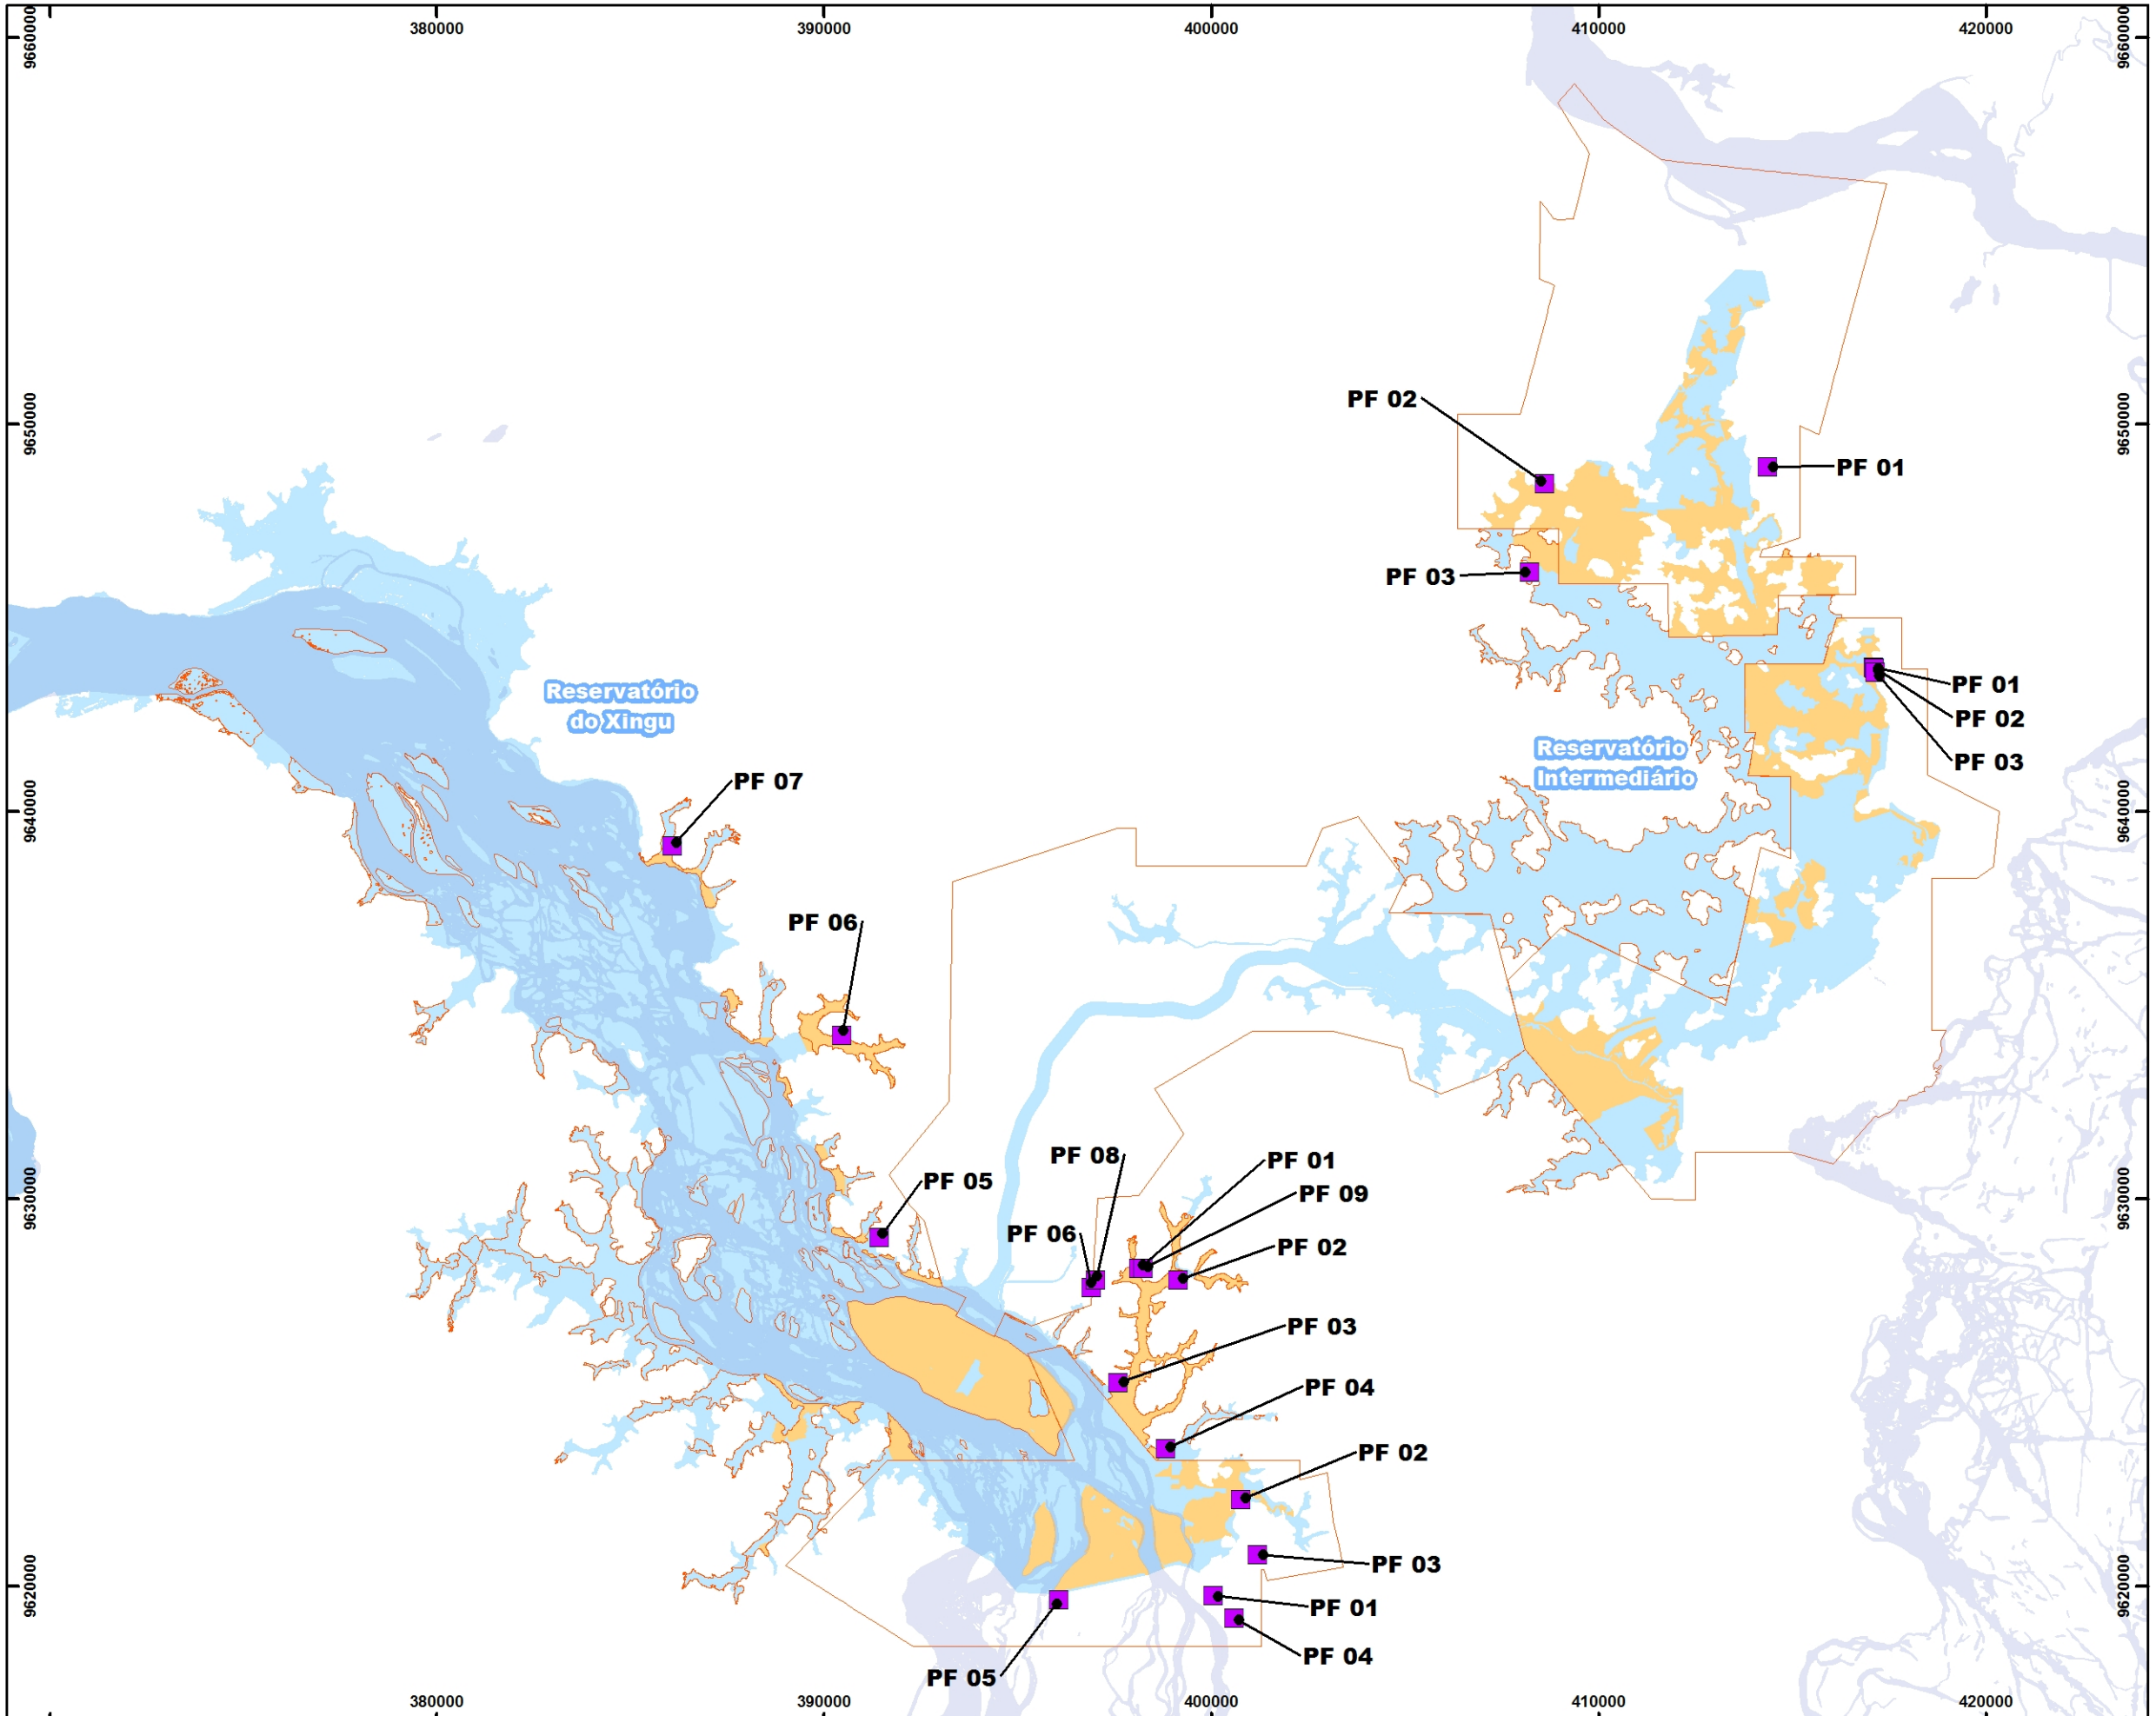 380000
390000
400000
410000
420000
9660000
9660000
PF 02
9650000
9650000
PF 01
PF 03
Reservatório
do Xingu
PF 01
PF 02
Reservatório
Intermediário
PF 03
PF 07
9640000
9640000
PF 06
PF 08
PF 01
PF 05
PF 09
9630000
9630000
PF 06
PF 02
PF 03
PF 04
PF 02
PF 03
9620000
9620000
PF 01
PF 04
PF 05
380000
390000
400000
410000
420000